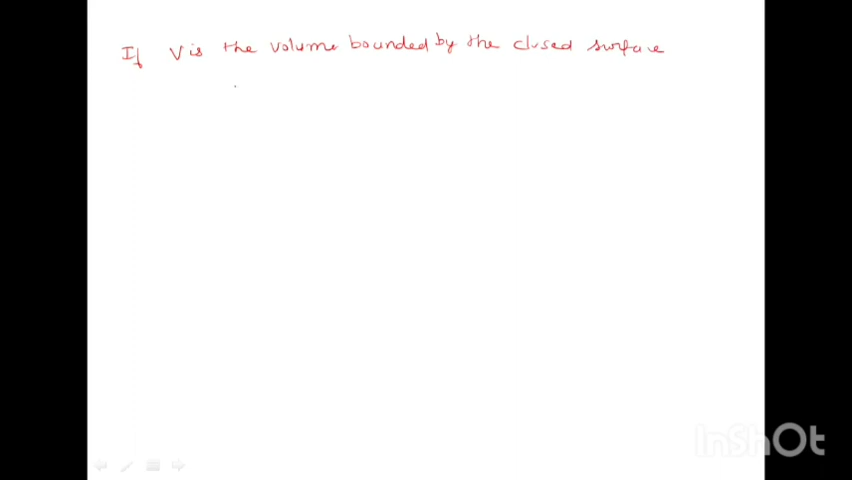 If V is the volume bounded by the closed surface
InShOt